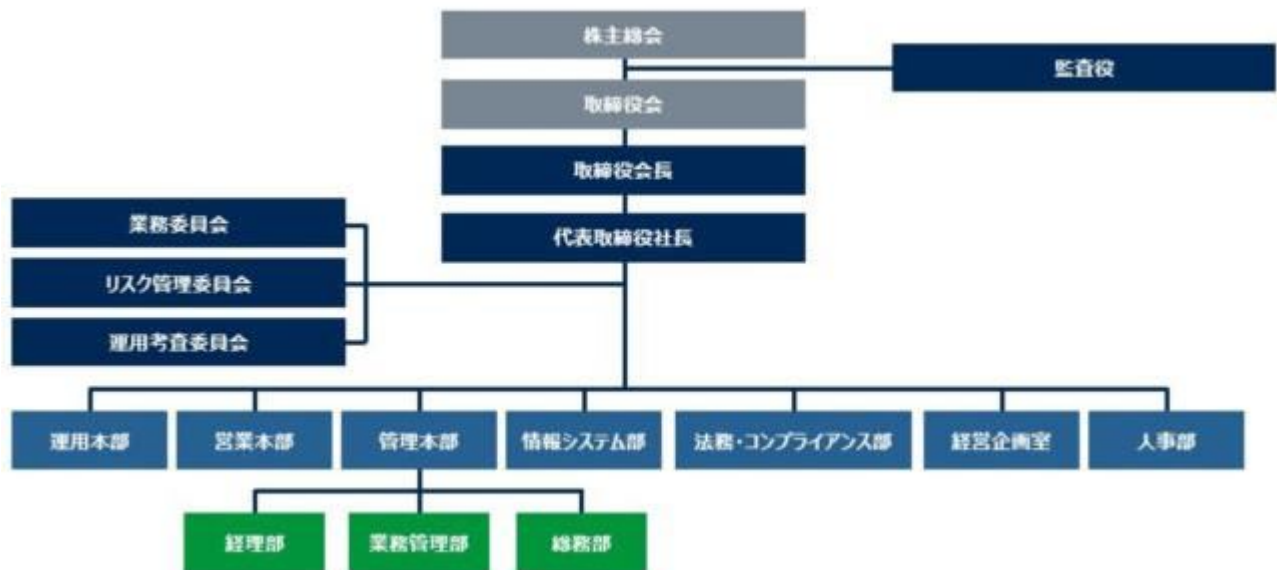 株主総会
監査役
取締役会
取締役会長
代表取締役社長
業務委員会
リスク管理委員会
運用考査委員会
運用本部
営業本部
管理本部
情報システム部
法務・コンプライアンス部
経営企画室
人事部
経理部
業務管理部
総務部